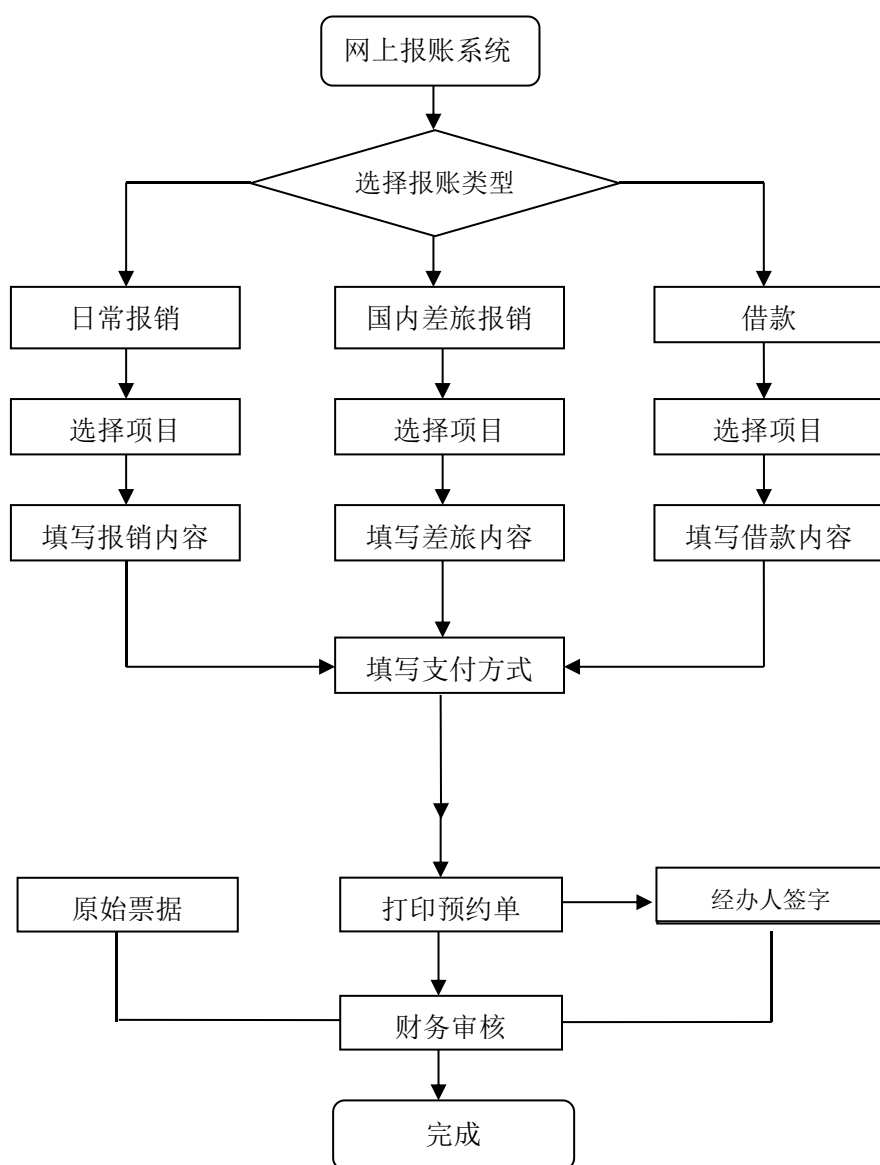 网上报账系统
选择报账类型
日常报销
国内差旅报销
借款
选择项目
选择项目
选择项目
填写报销内容
填写差旅内容
填写借款内容
填写支付方式
原始票据
打印预约单
经办人签字
财务审核
完成